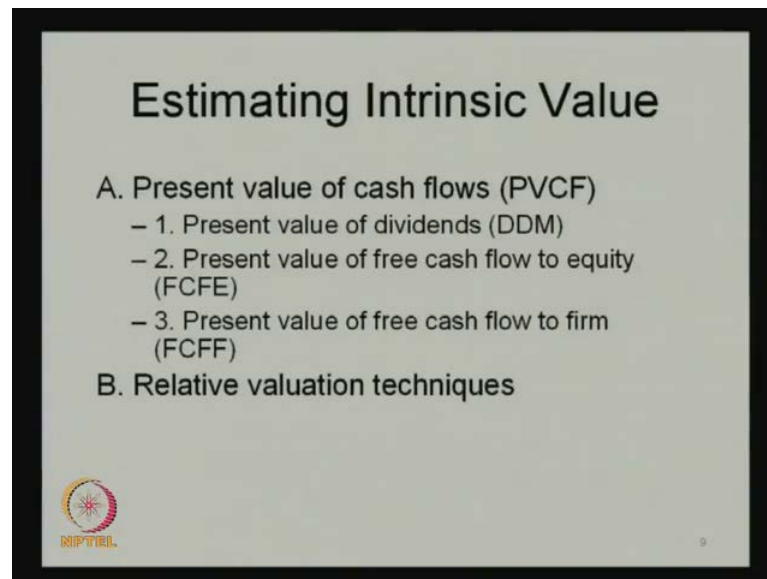 Estimating Intrinsic Value
A. Present value of cash flows (PVCF)
– 1. Present value of dividends (DDM)
– 2. Present value of free cash flow to equity
(FCFE)
– 3. Present value of free cash flow to firm
(FCFF)
B. Relative valuation techniques
NPTEL
9